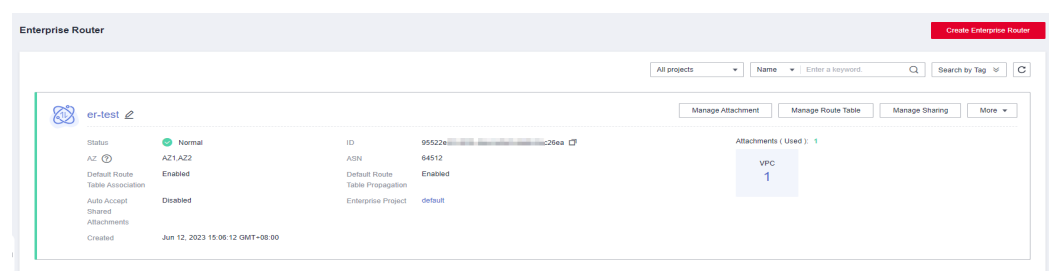 Enterprise Router
Create Enterprise Router
All projects Name Enter a keyword. Search by Tag
er-test Manage Attachment Manage Route Table Manage Sharing More
Status Normal ID 95522e c26ea Attachments ( Used ): 1
AZ AZ1,AZ2 ASN 64512 VPC
Default Route Enabled Default Route Enabled 1
Table Association Table Propagation
Auto Accept Disabled Enterprise Project default
Shared
Attachments
Created Jun 12, 2023 15:06:12 GMT+08:00